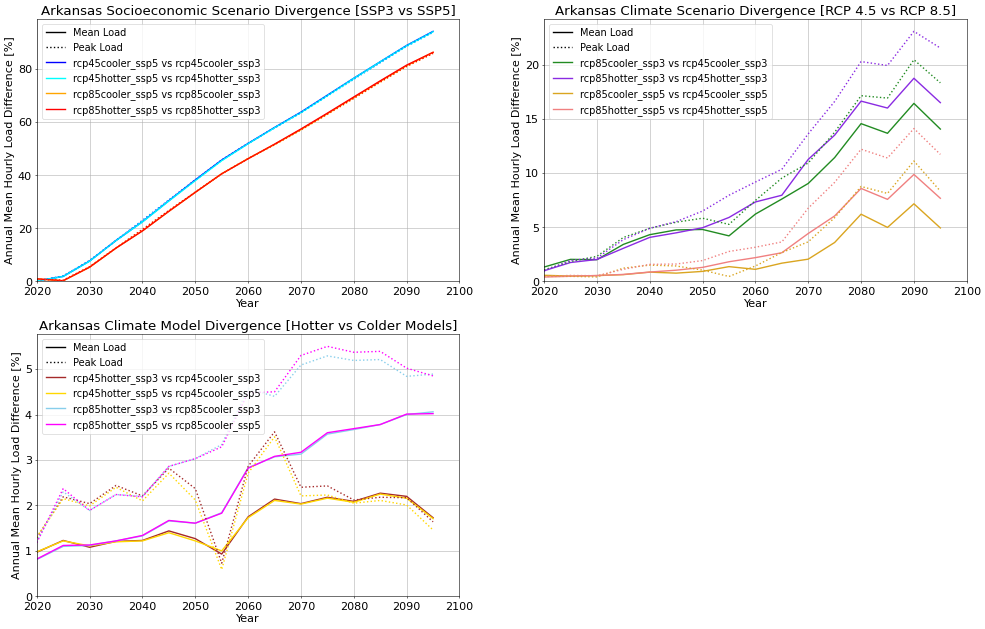 Arkansas Socioeconomic Scenario Divergence [SSP3 vs SSP5]
Annual Mean Hourly Load Difference [%]
Mean Load
Peak Load
rcp45cooler_ssp5 vs rcp45cooler_ssp3
rcp45hotter_ssp5 vs rcp45hotter_ssp3
rcp85cooler_ssp5 vs rcp85cooler_ssp3
rcp85hotter_ssp5 vs rcp85hotter_ssp3
80
60
40
20
0
2020 2030 2040 2050 2060 2070 2080 2090 2100
Year
Arkansas Climate Scenario Divergence [RCP 4.5 vs RCP 8.5]
Annual Mean Hourly Load Difference [%]
Mean Load
Peak Load
rcp85cooler_ssp3 vs rcp45cooler_ssp3
rcp85hotter_ssp3 vs rcp45hotter_ssp3
rcp85cooler_ssp5 vs rcp45cooler_ssp5
rcp85hotter_ssp5 vs rcp45hotter_ssp5
20
15
10
5
0
2020 2030 2040 2050 2060 2070 2080 2090 2100
Year
Arkansas Climate Model Divergence [Hotter vs Colder Models]
Annual Mean Hourly Load Difference [%]
Mean Load
Peak Load
rcp45hotter_ssp3 vs rcp45cooler_ssp3
rcp45hotter_ssp5 vs rcp45cooler_ssp5
rcp85hotter_ssp3 vs rcp85cooler_ssp3
rcp85hotter_ssp5 vs rcp85cooler_ssp5
5
4
3
2
1
0
2020 2030 2040 2050 2060 2070 2080 2090 2100
Year